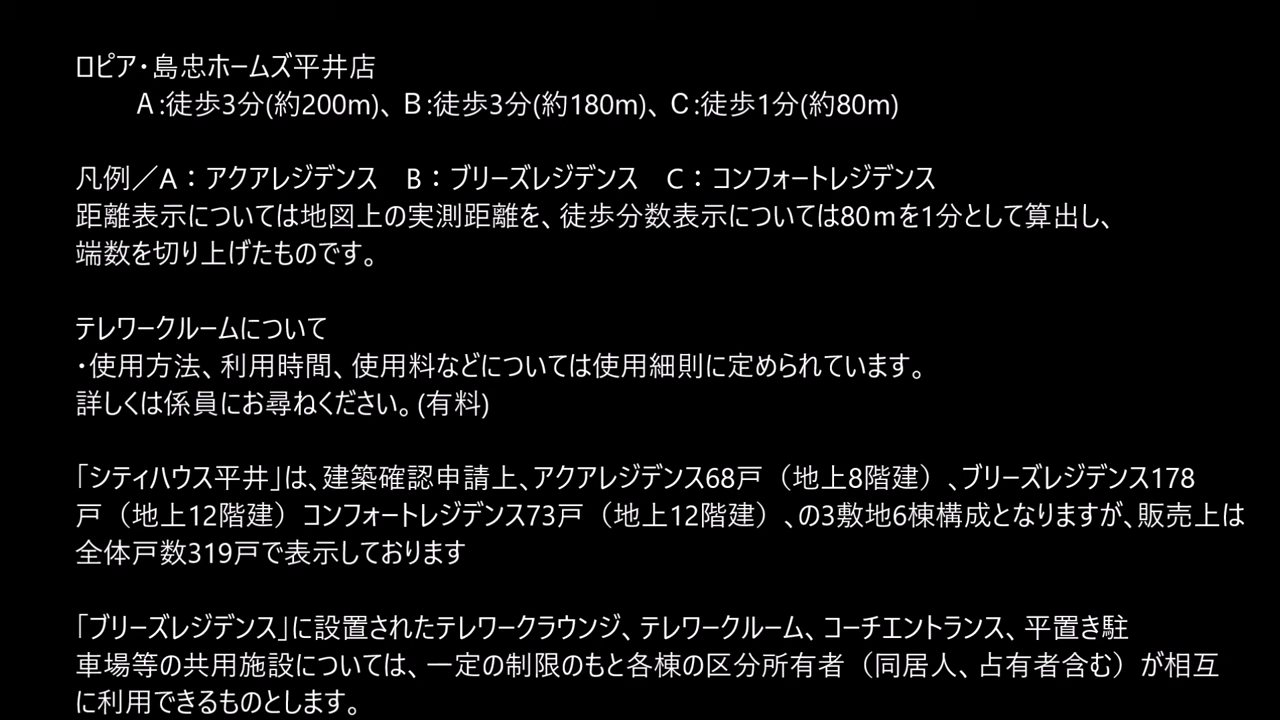 ロピア・島忠ホームズ平井店
A:徒歩3分(約200m)、B:徒歩3分(約180m)、C:徒歩1分(約80m)
凡例／A：アクアレジデンス　B：ブリーズレジデンス　C：コンフォートレジデンス
距離表示については地図上の実測距離を、徒歩分数表示については80ｍを1分として算出し、
端数を切り上げたものです。
テレワークルームについて
・使用方法、利用時間、使用料などについては使用細則に定められています。
詳しくは係員にお尋ねください。(有料)
「シティハウス平井」は、建築確認申請上、アクアレジデンス68戸（地上8階建）、ブリーズレジデンス178
戸（地上12階建）コンフォートレジデンス73戸（地上12階建）、の3敷地6棟構成となりますが、販売上は
全体戸数319戸で表示しております
「ブリーズレジデンス」に設置されたテレワークラウンジ、テレワークルーム、コーチエントランス、平置き駐
車場等の共用施設については、一定の制限のもと各棟の区分所有者（同居人、占有者含む）が相互
に利用できるものとします。